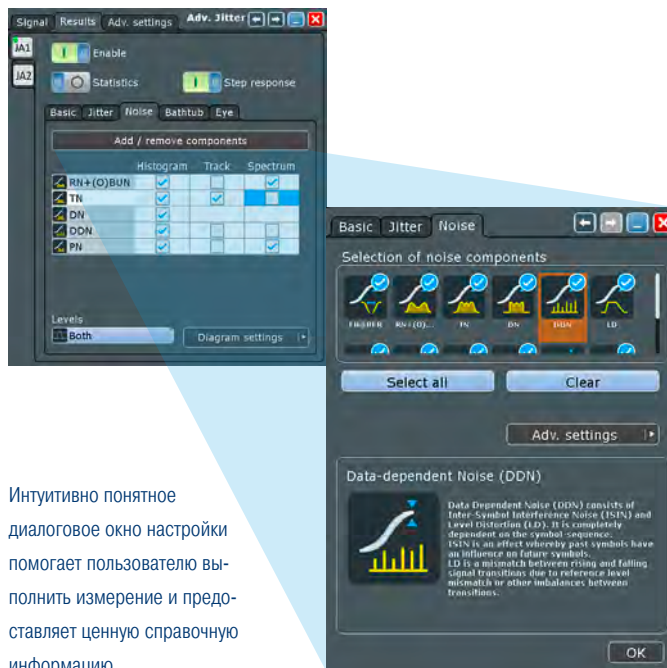 Signal Results Adv. settings Adv. Jitter
JA1
Enable
JA2
Statistics
Step response
Basic Jitter Noise Bathtub Eye
Add / remove components
Histogram Track Spectrum
RN+(O)BUN
TN
DN
DDN
PN
Levels
Both
Diagram settings
Basic Jitter Noise
Selection of noise components
RN+(O)... TN DN DDN LD
Select all
Clear
Adv. settings
Data-dependent Noise (DDN)
Data Dependent Noise (DDN) consists of
Inter-Symbol Interference Noise (ISIN) and
Level Distortion (LD). It is completely
dependent on the symbol-sequence.
ISIN is an effect whereby past symbols have
an influence on future symbols.
LD is a mismatch between rising and falling
signal transitions due to reference level
mismatch or other imbalances between
transitions.
OK
Интуитивно понятное
диалоговое окно настройки
помогает пользователю вы-
полнить измерение и предо-
ставляет ценную справочную
информацию